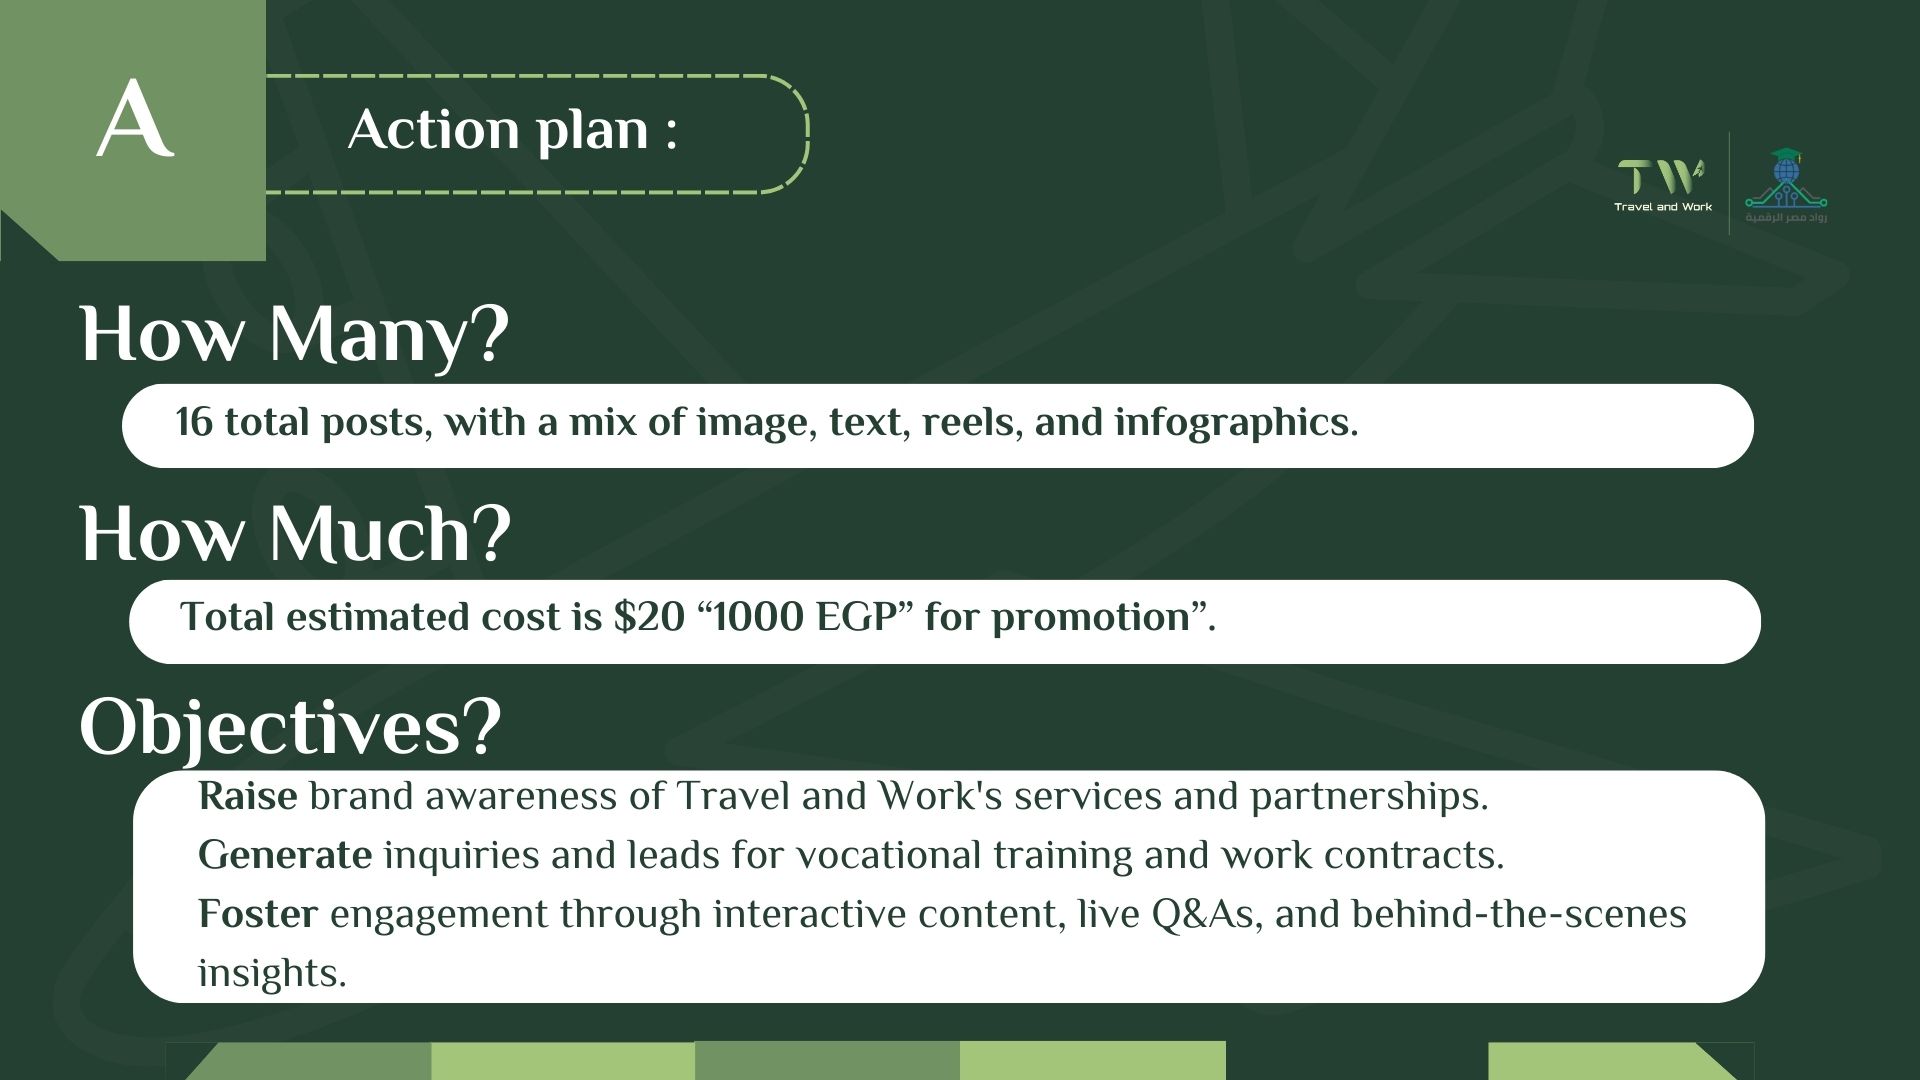 A
Action plan :
TW
Travel and Work
رواد مصر الرقمية
How Many?
16 total posts, with a mix of image, text, reels, and infographics.
How Much?
Total estimated cost is $20 “1000 EGP” for promotion”.
Objectives?
Raise brand awareness of Travel and Work's services and partnerships.
Generate inquiries and leads for vocational training and work contracts.
Foster engagement through interactive content, live Q&As, and behind-the-scenes
insights.